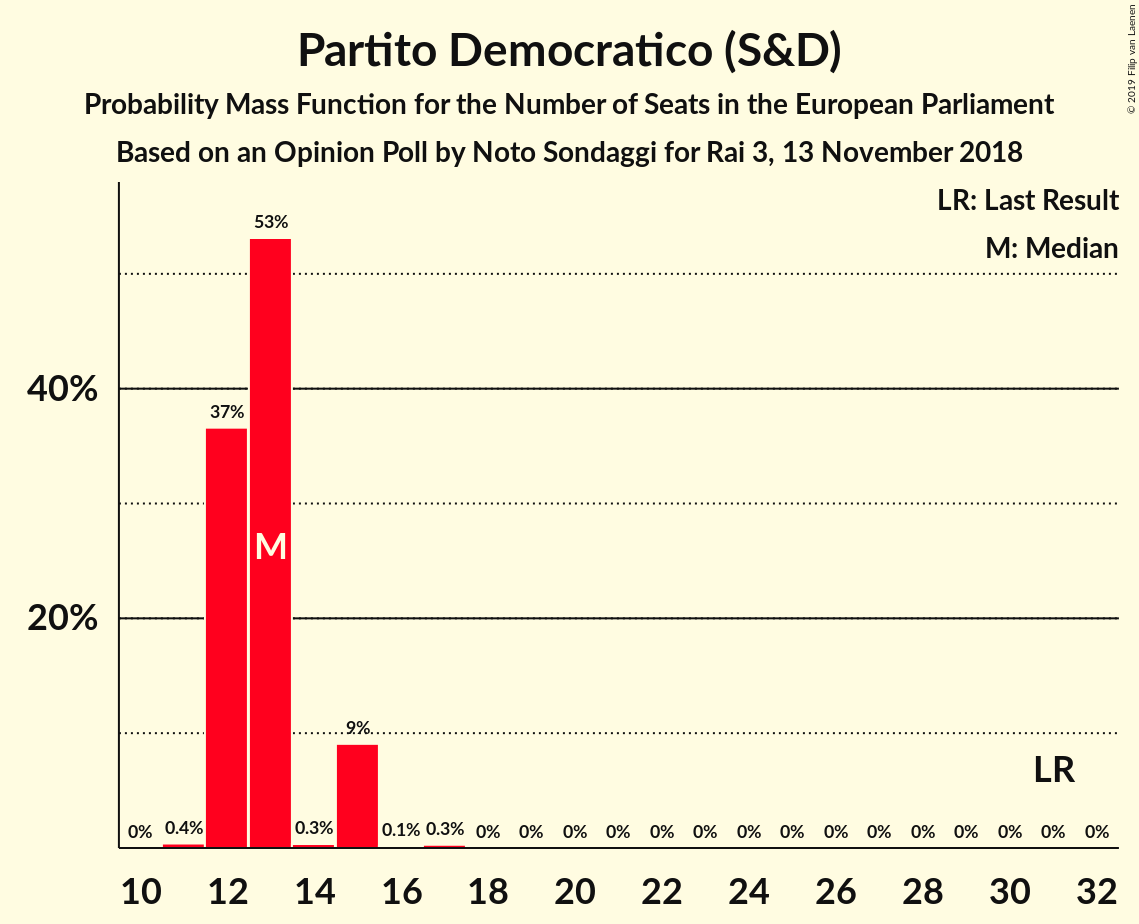 Partito Democratico (S&D)
Probability Mass Function for the Number of Seats in the European Parliament
Based on an Opinion Poll by Noto Sondaggi for Rai 3, 13 November 2018
© 2019 Filip van Laenen
LR: Last Result
M: Median
53%
40%
37%
M
20%
9%
LR
0% 0.4% 0.3% 0.1% 0.3% 0% 0% 0% 0% 0% 0% 0% 0% 0% 0% 0% 0% 0% 0% 0%
10 12 14 16 18 20 22 24 26 28 30 32